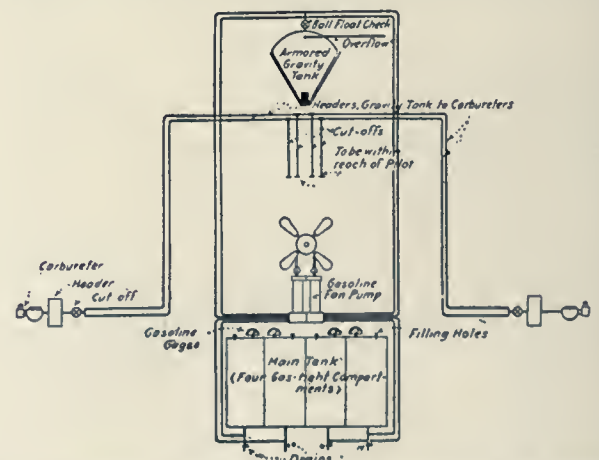 Ball Float Check
Overflow
Armored
Gravity
Tank
Headers, Gravity Tank to Carbureters
Cut-offs
To be within
reach of Pilot
Carbureter
Header
Cut off
Gasoline
Fan Pump
Gasoline
Gages
Filling Holes
Main Tank
(Four Gas-tight Compart-
ments)
Drains